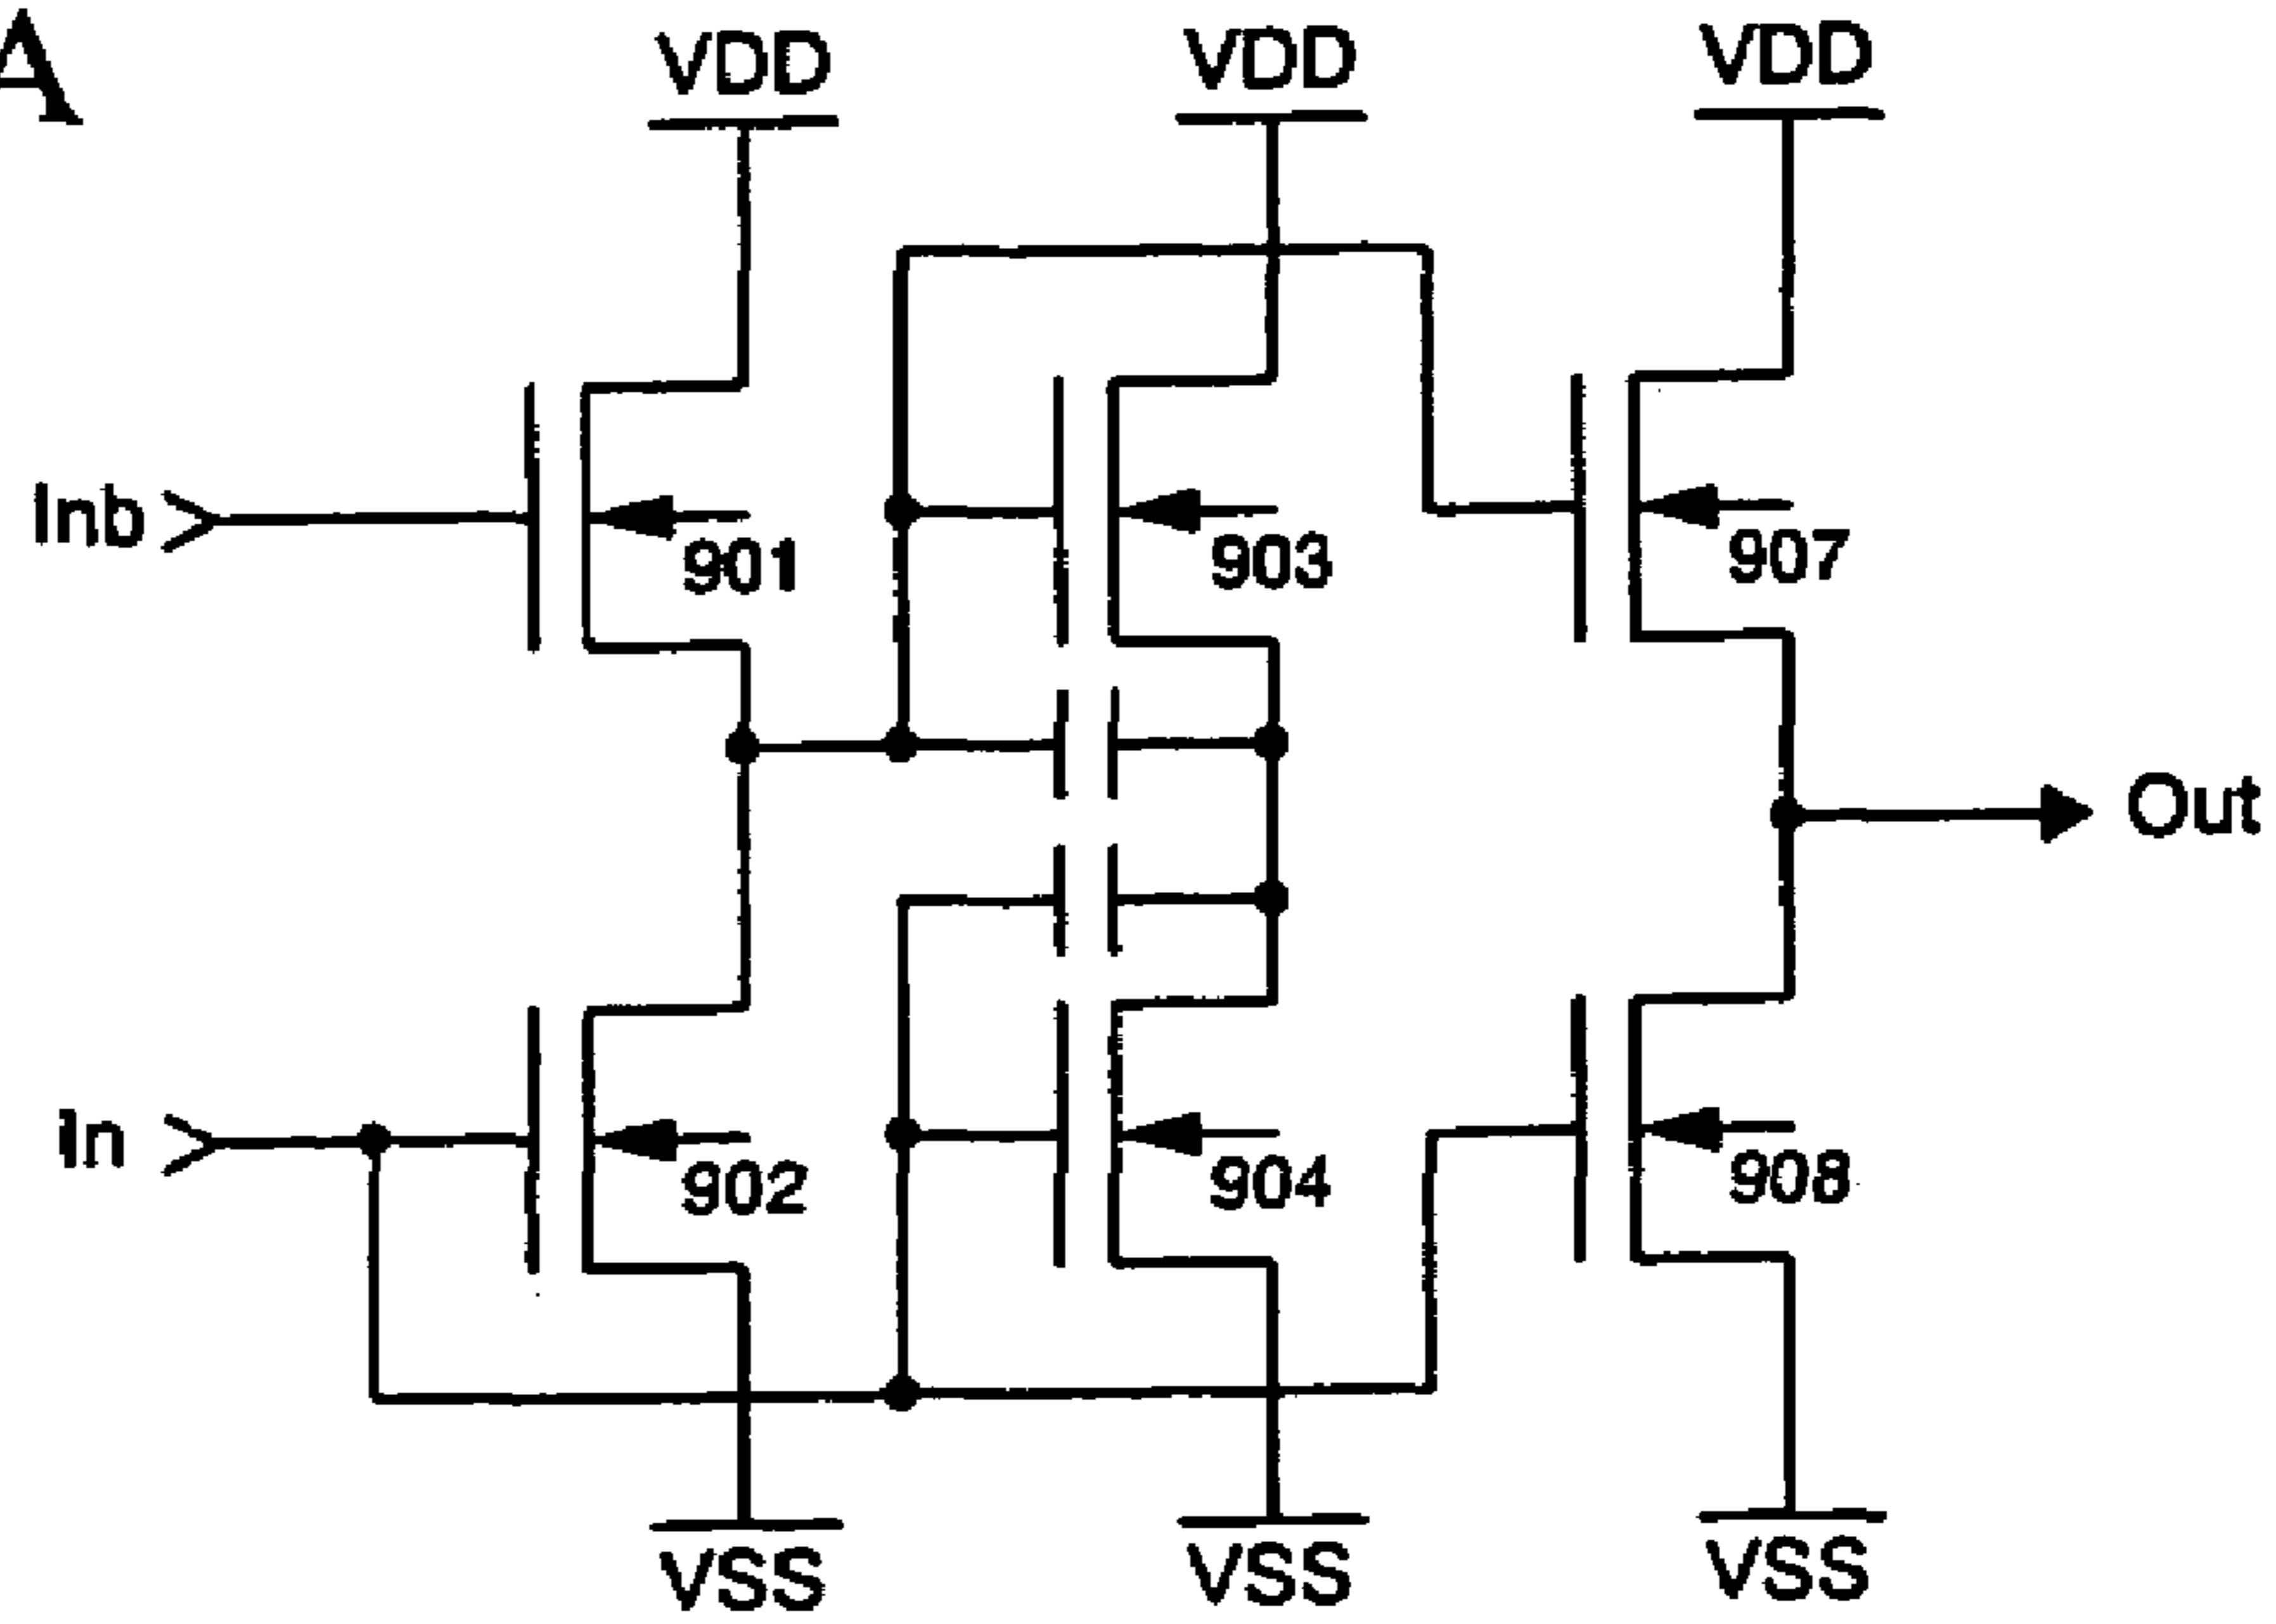 A
VDD VDD VDD
Inb
901
903
907
Out
In
902
904
908
VSS VSS VSS